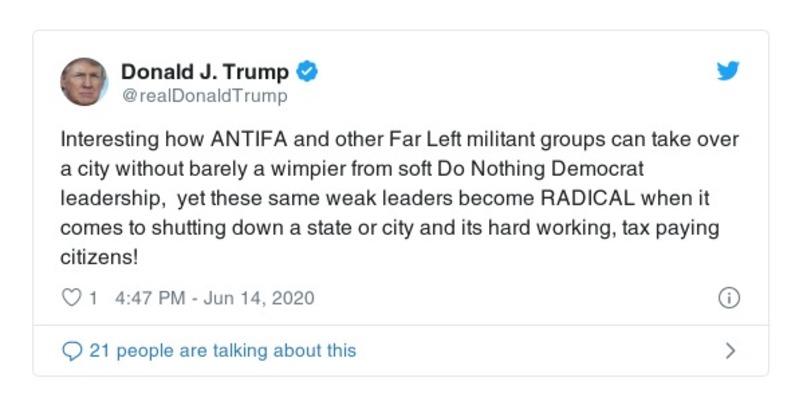 Donald J. Trump
@realDonaldTrump
Interesting how ANTIFA and other Far Left militant groups can take over
a city without barely a wimpier from soft Do Nothing Democrat
leadership,  yet these same weak leaders become RADICAL when it
comes to shutting down a state or city and its hard working, tax paying
citizens!
1 4:47 PM - Jun 14, 2020
21 people are talking about this